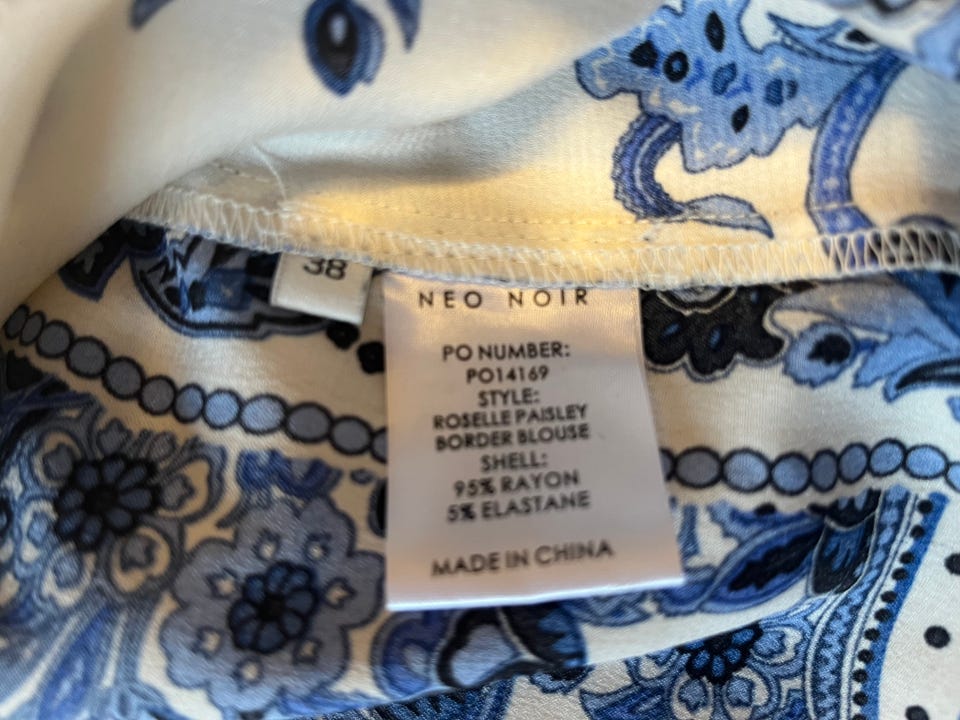 38
NEO NOIR
PO NUMBER:
PO14169
STYLE:
ROSELLE PAISLEY
BORDER BLOUSE
SHELL:
95% RAYON
5% ELASTANE
MADE IN CHINA